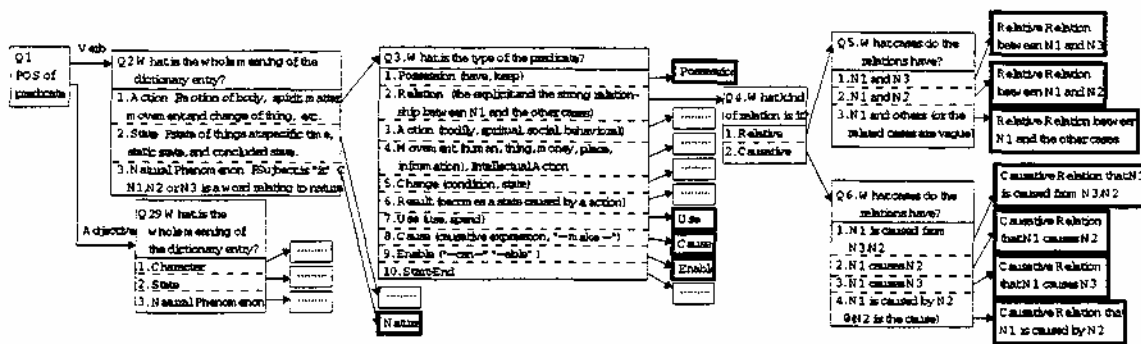 Q1
POS of
predicate
Verb
Adjective
Q2 What is the whole meaning of the
dictionary entry?
1. Action
movement and change of thing, etc.
2. State
static state, and concluded state.
3. Natural Phenomenon
N1, N2 or N3 is a word relating to nature
Q29 What is the
whole meaning of
the dictionary entry?
1. Character
2. State
3. Natural Phenomenon
Q3. What is the type of the predicate?
1. Possession (have, keep)
2. Relation (the explicit and the strong relation-
ship between N1 and the other cases)
3. Action (bodily, spiritual, social, behavioral)
4. Movement (human, thing, money, place,
information), Intellectual Action
5. Change (condition, state)
6. Result (becomes a state caused by a action)
7. Use (use, spend)
8. Cause (causative expression, "—make —")
9. Enable ("—can—" "—able")
10. Start-End
Possession
Use
Cause
Enable
Nature
Q4. What kind
of relation is it?
1. Relative
2. Causative
Q5. What cases do the
relations have?
1. N1 and N3
2. N1 and N2
3. N1 and others (or the
related cases are vague)
Q6. What cases do the
relations have?
1. N1 is caused from
N3, N2
2. N1 causes N2
3. N1 causes N3
4. N1 is caused by N2
(N2 is the cause)
Relative Relation
between N1 and N3
Relative Relation
between N1 and N2
Relative Relation between
N1 and the other cases
Causative Relation that N1
is caused from N3, N2
Causative Relation
that N1 causes N2
Causative Relation
that N1 causes N3
Causative Relation that
N1 is caused by N2